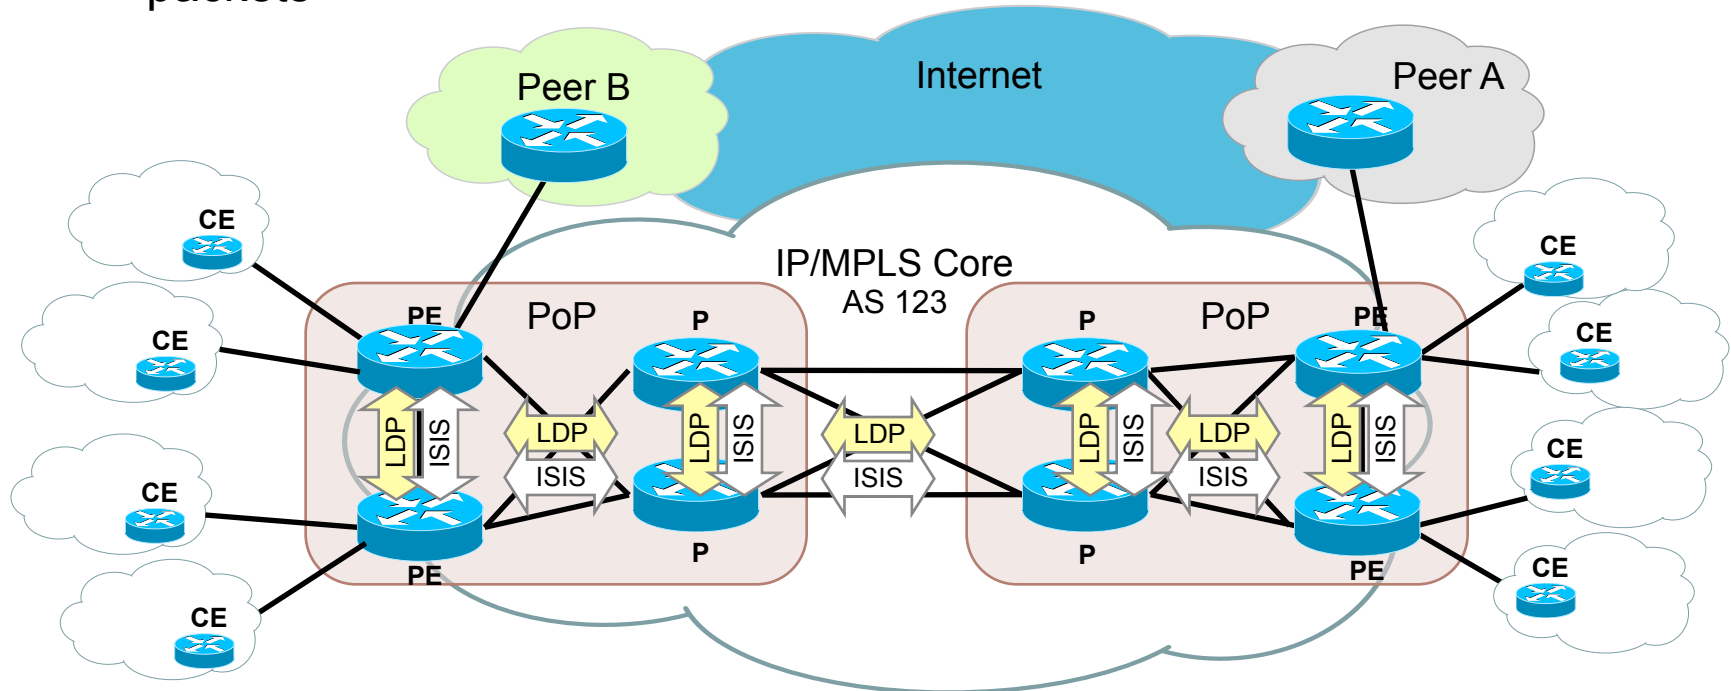 packets
Peer B
Internet
Peer A
CE
CE
CE
CE
IP/MPLS Core
AS 123
PE
PoP
P
P
PoP
PE
CE
CE
LDP
ISIS
LDP
ISIS
LDP
ISIS
LDP
ISIS
LDP
ISIS
LDP
ISIS
LDP
ISIS
PE
P
P
PE
CE
CE